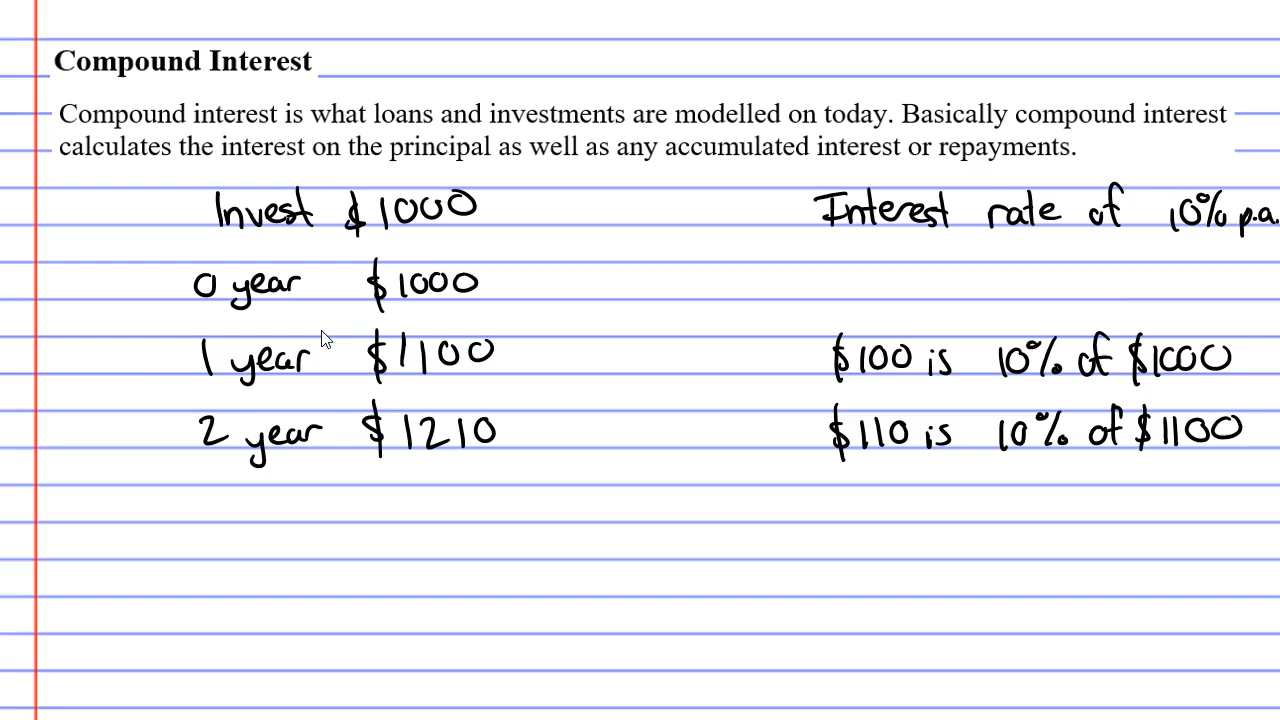 Compound Interest
Compound interest is what loans and investments are modelled on today. Basically compound interest
calculates the interest on the principal as well as any accumulated interest or repayments.
Invest $1000 Interest rate of 10% p.a.
0 year $1000
1 year $1100 $100 is 10% of $1000
2 year $1210 $110 is 10% of $1100